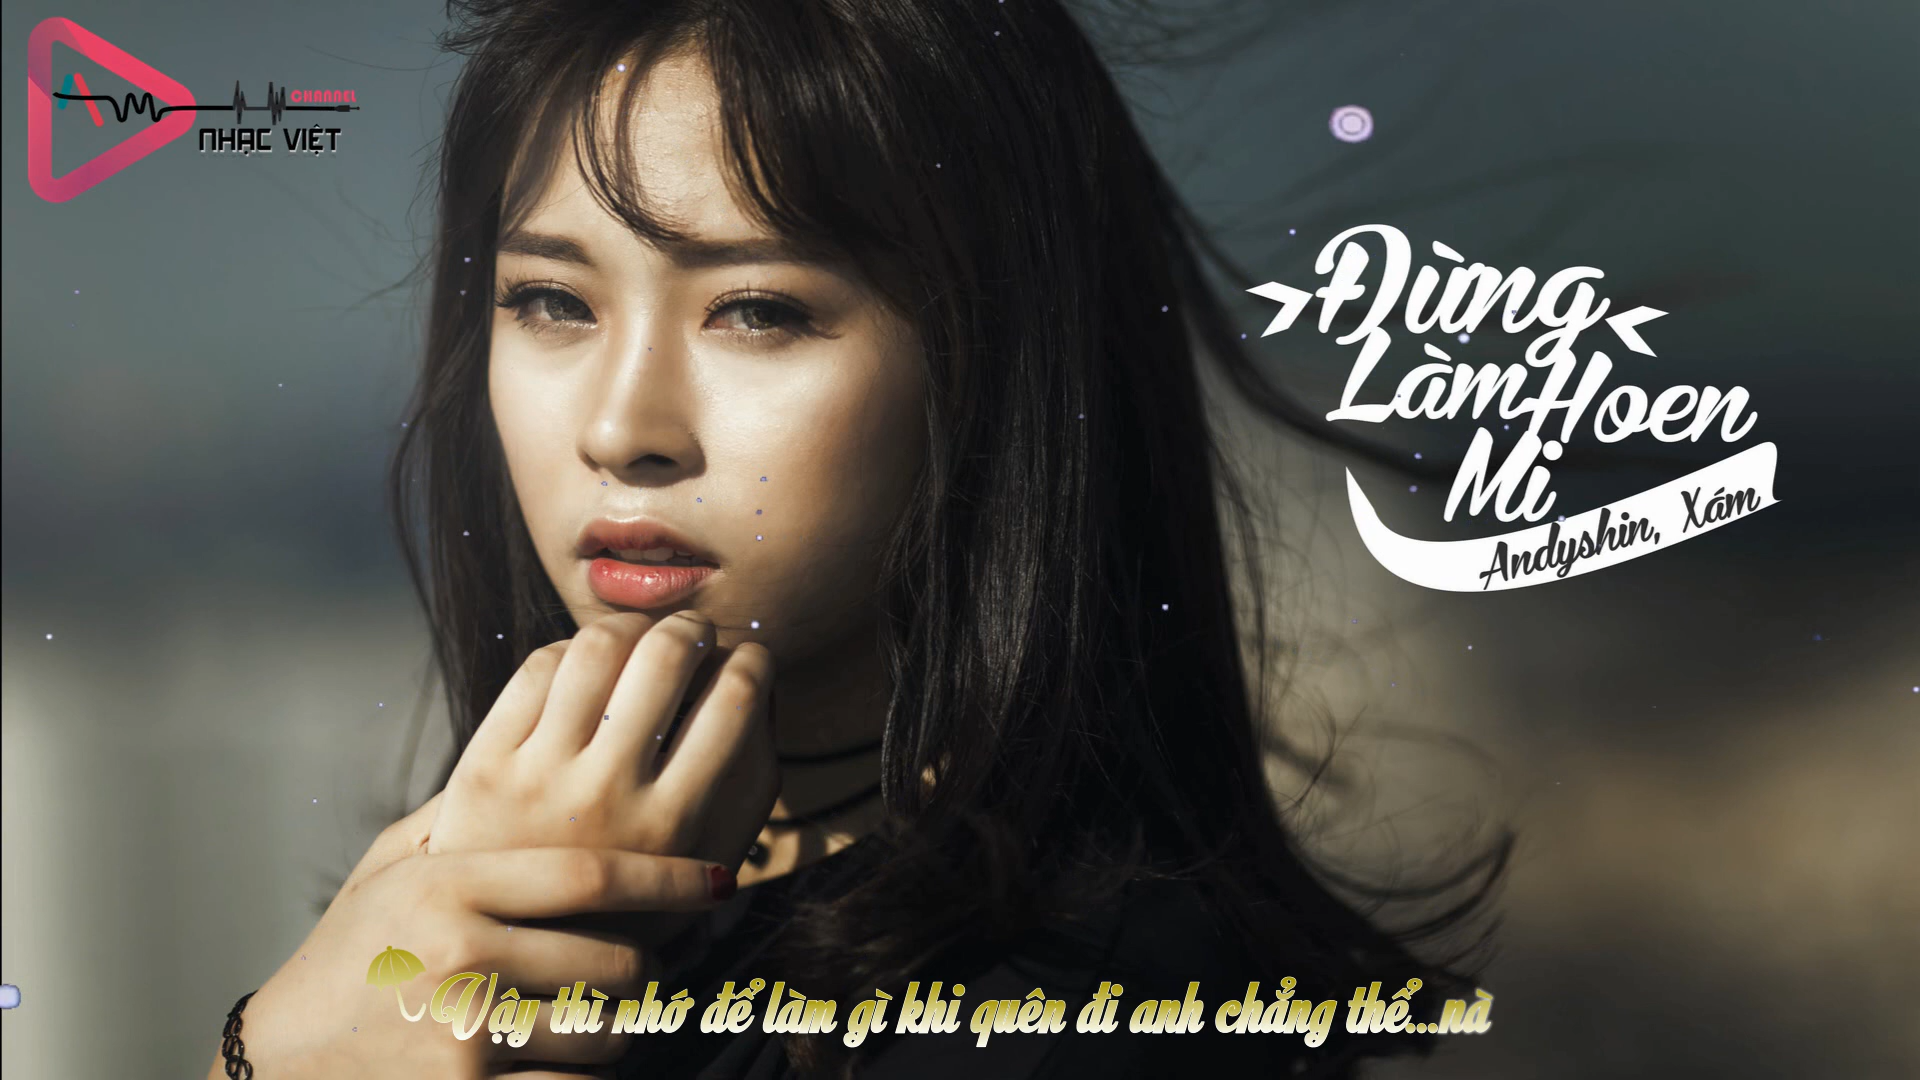 AM
CHANNEL
NHẠC VIỆT
Đừng
Làm Hoen
Mi
Andyshin, Xám
Vậy thì nhớ để làm gì khi quên đi anh chẳng thể...nà